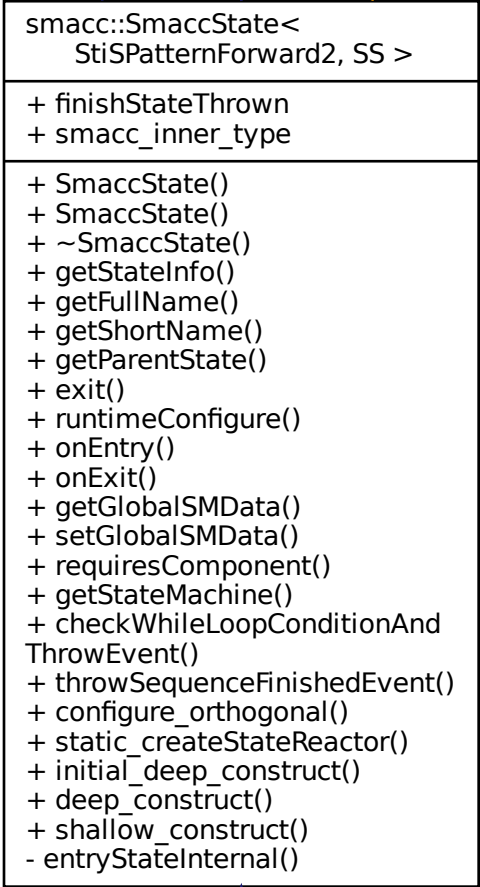 smacc::SmaccState<
StiSPatternForward2, SS >
+ finishStateThrown
+ smacc_inner_type
+ SmaccState()
+ SmaccState()
+ ~SmaccState()
+ getStateInfo()
+ getFullName()
+ getShortName()
+ getParentState()
+ exit()
+ runtimeConfigure()
+ onEntry()
+ onExit()
+ getGlobalSMData()
+ setGlobalSMData()
+ requiresComponent()
+ getStateMachine()
+ checkWhileLoopConditionAnd
ThrowEvent()
+ throwSequenceFinishedEvent()
+ configure_orthogonal()
+ static_createStateReactor()
+ initial_deep_construct()
+ deep_construct()
+ shallow_construct()
- entryStateInternal()